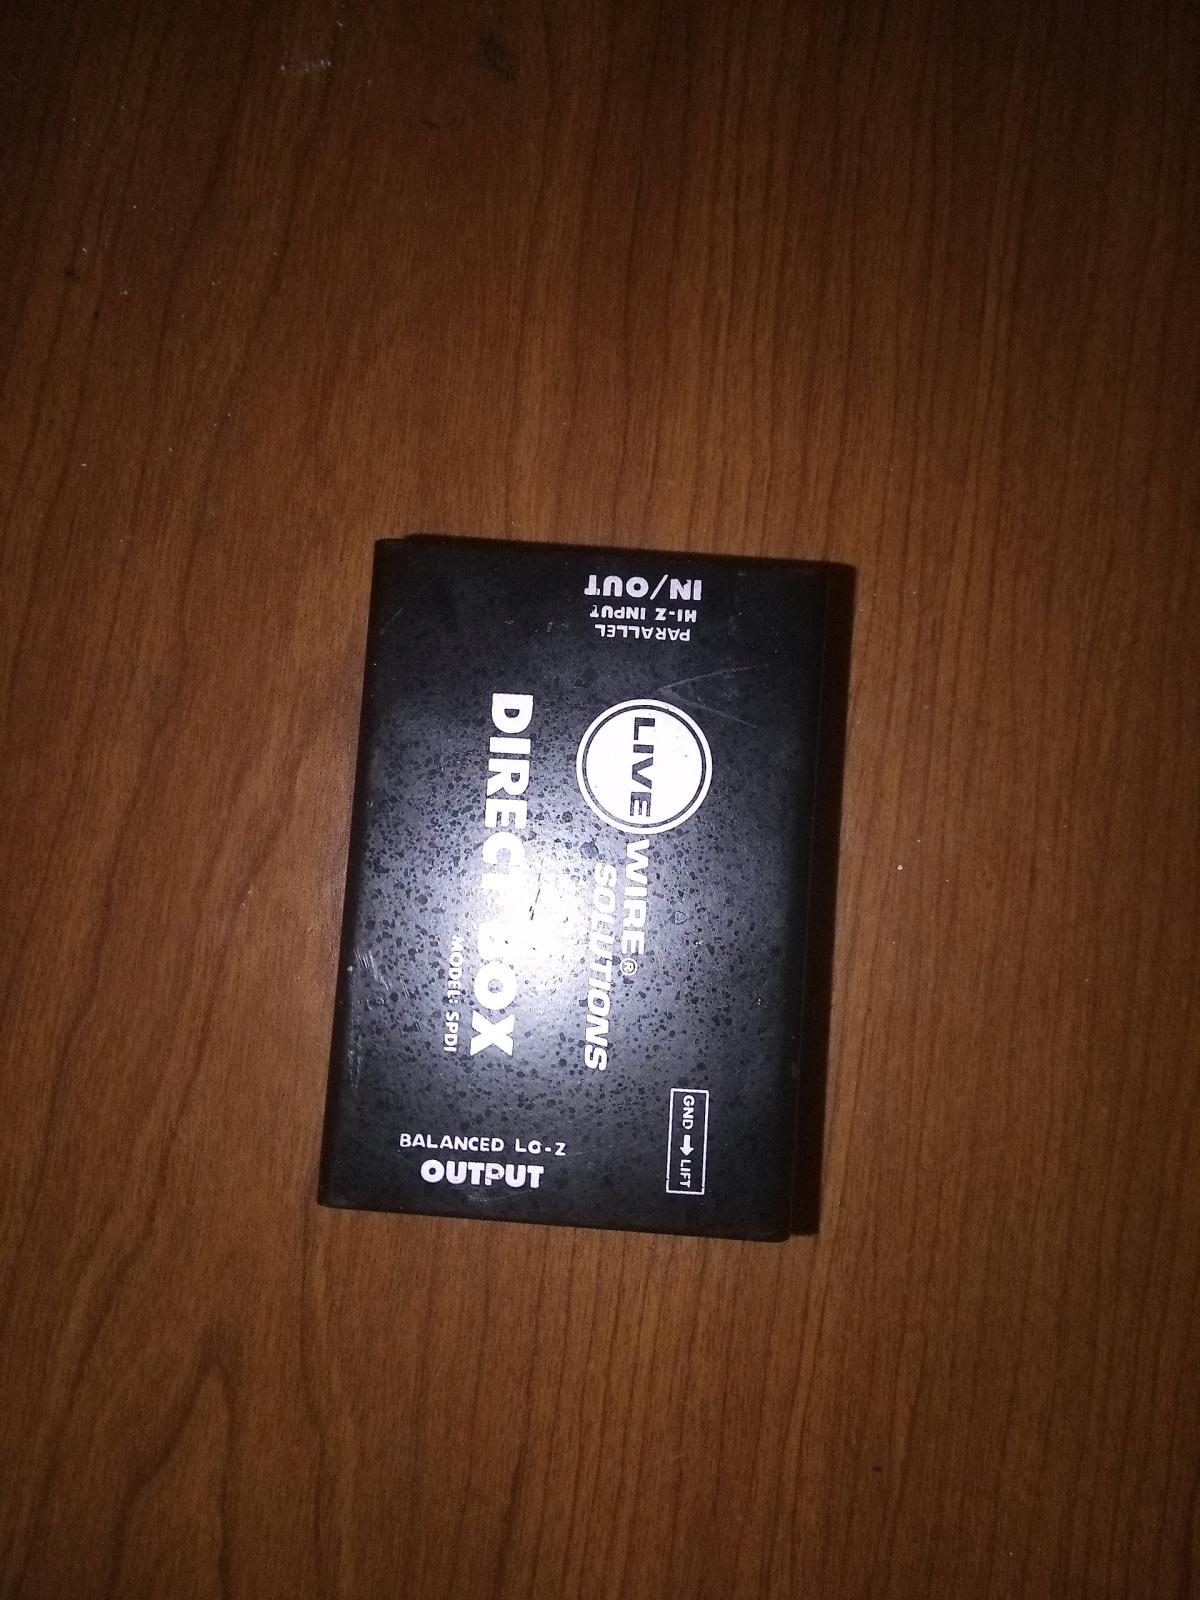 IN/OUT
HI-Z INPUT
PARALLEL
LIVE WIRE®
SOLUTIONS
DIRECT BOX
MODEL: SPDI
GND ➡ LIFT
BALANCED LO-Z
OUTPUT